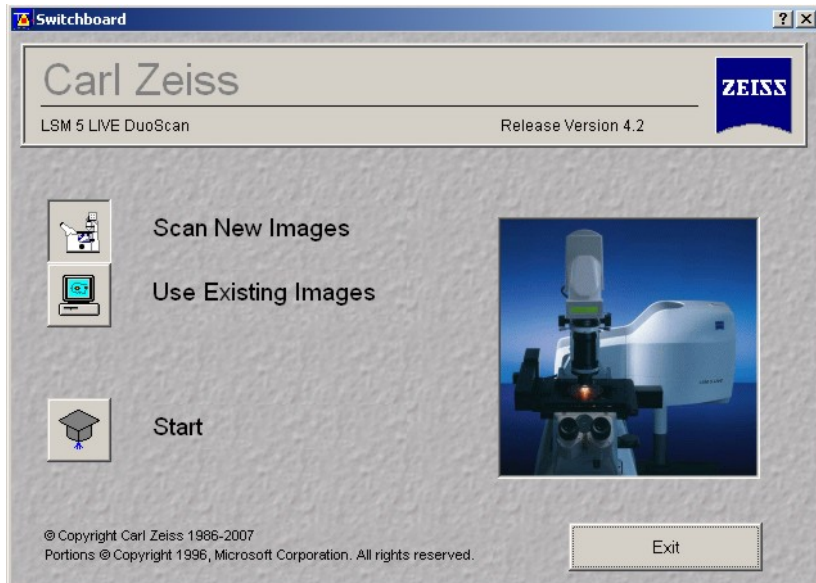 Switchboard
Carl Zeiss
ZEISS
LSM 5 LIVE DuoScan
Release Version 4.2
Scan New Images
Use Existing Images
Start
© Copyright Carl Zeiss 1986-2007
Portions © Copyright 1996, Microsoft Corporation. All rights reserved.
Exit